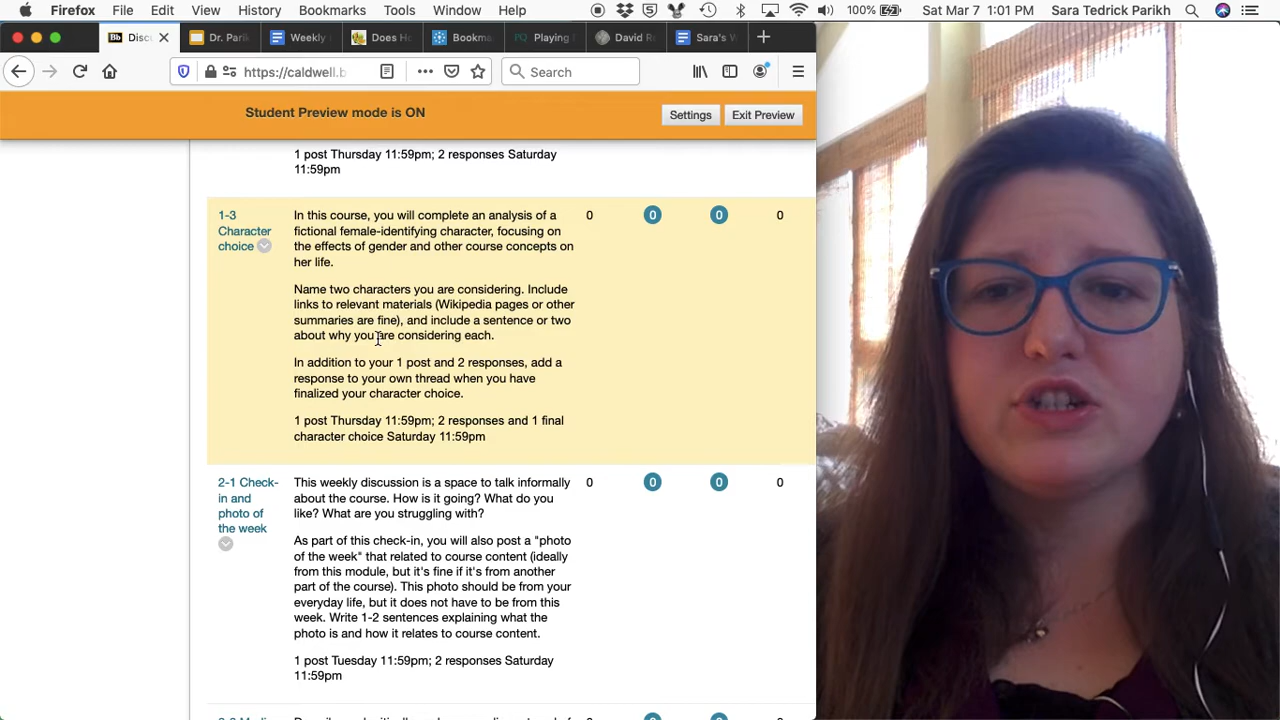 Firefox File Edit View History Bookmarks Tools Window Help 100% Sat Mar 7 1:01 PM Sara Tedrick Parikh
Bb Discu Dr. Parik Weekly Does Ho Bookma Playing David Re Sara's W
https://caldwell.b Search
Student Preview mode is ON Settings Exit Preview
1 post Thursday 11:59pm; 2 responses Saturday
11:59pm
1-3
Character
choice
In this course, you will complete an analysis of a
fictional female-identifying character, focusing on
the effects of gender and other course concepts on
her life.
0 0 0 0
Name two characters you are considering. Include
links to relevant materials (Wikipedia pages or other
summaries are fine), and include a sentence or two
about why you are considering each.
In addition to your 1 post and 2 responses, add a
response to your own thread when you have
finalized your character choice.
1 post Thursday 11:59pm; 2 responses and 1 final
character choice Saturday 11:59pm
2-1 Check-
in and
photo of
the week
This weekly discussion is a space to talk informally
about the course. How is it going? What do you
like? What are you struggling with?
0 0 0 0
As part of this check-in, you will also post a "photo
of the week" that related to course content (ideally
from this module, but it's fine if it's from another
part of the course). This photo should be from your
everyday life, but it does not have to be from this
week. Write 1-2 sentences explaining what the
photo is and how it relates to course content.
1 post Tuesday 11:59pm; 2 responses Saturday
11:59pm